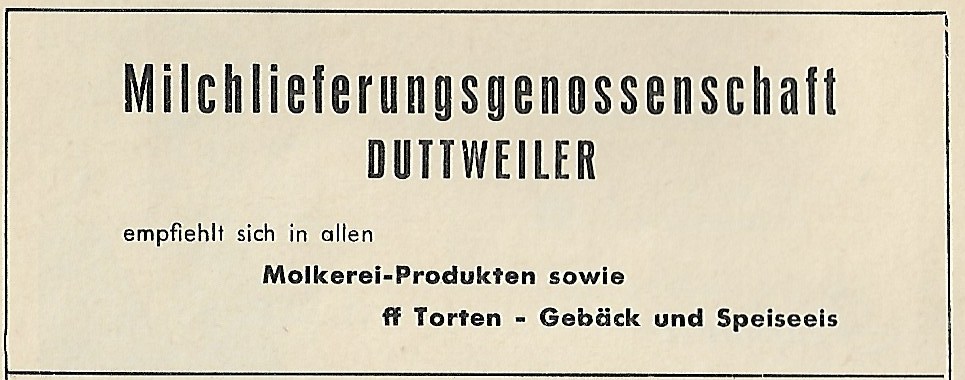 Milchlieferungsgenossenschaft
DUTTWEILER
empfiehlt sich in allen
Molkerei-Produkten sowie
ff Torten - Gebäck und Speiseeis